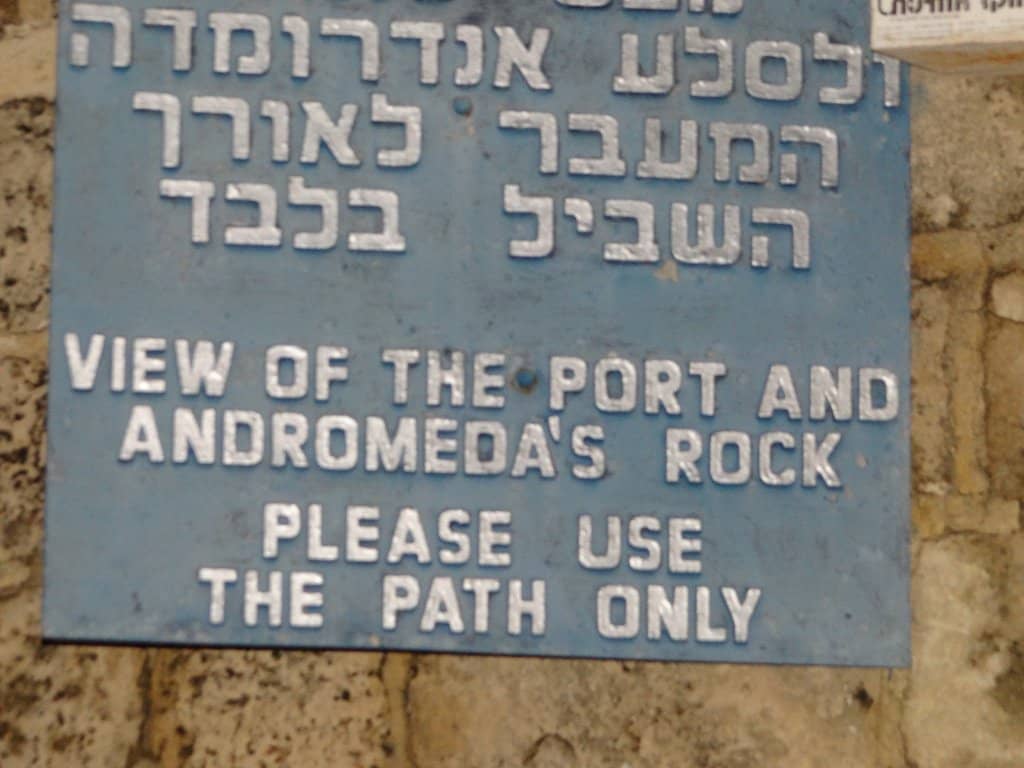 ולסלע אנדרומדה
המעבר לאורך
השביל בלבד
VIEW OF THE PORT AND
ANDROMEDA'S ROCK
PLEASE USE
THE PATH ONLY